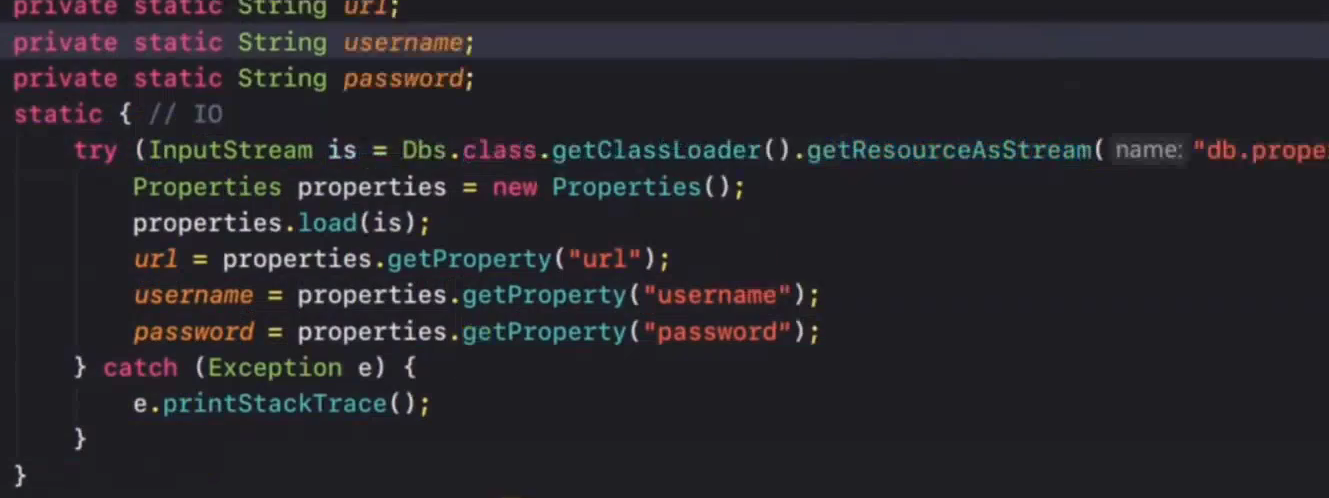 private static String url;
private static String username;
private static String password;
static { // IO
try (InputStream is = Dbs.class.getClassLoader().getResourceAsStream( name: "db.prope
Properties properties = new Properties();
properties.load(is);
url = properties.getProperty("url");
username = properties.getProperty("username");
password = properties.getProperty("password");
} catch (Exception e) {
e.printStackTrace();
}
}